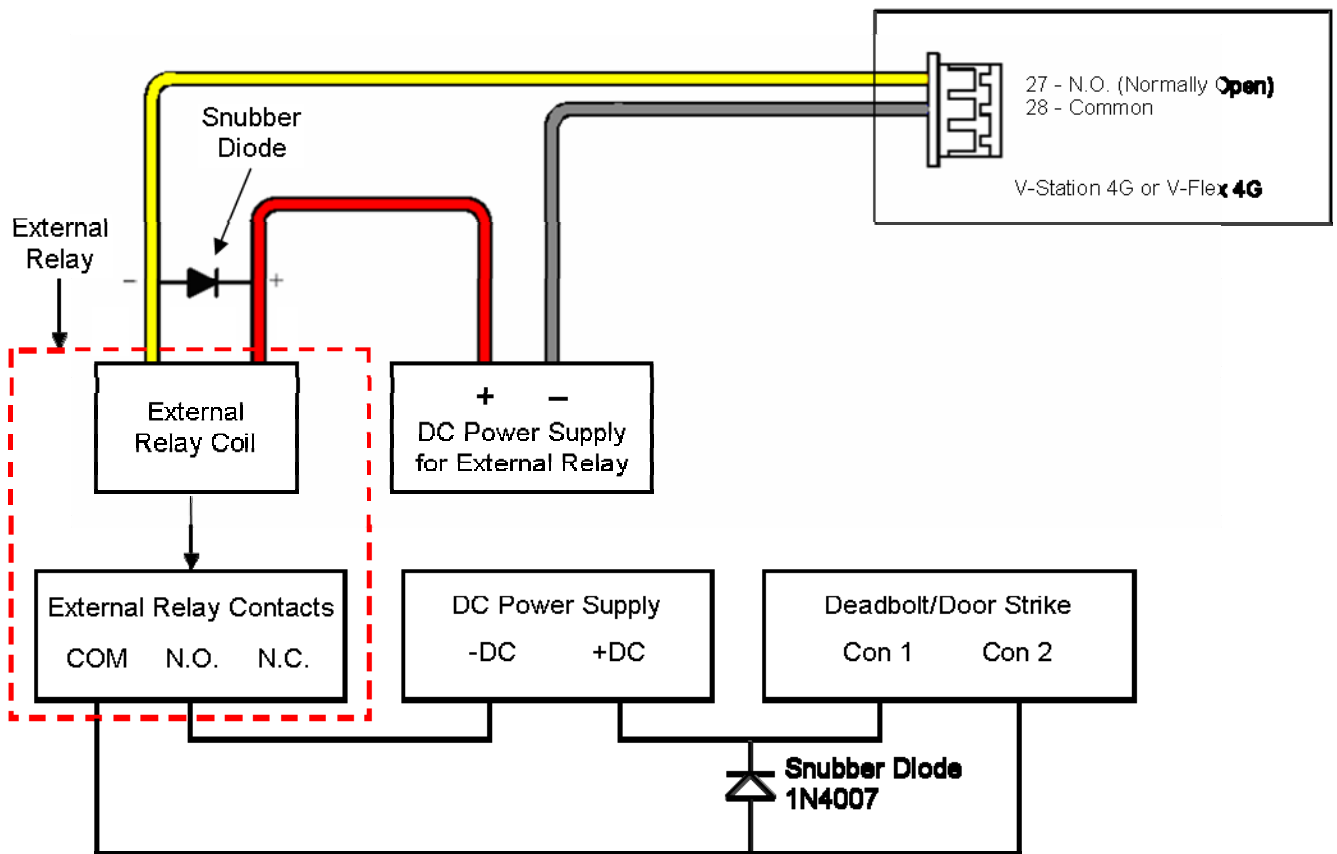 27 - N.O. (Normally Open)
28 - Common
V-Station 4G or V-Flex 4G
Snubber
Diode
External
Relay
-
+
External
Relay Coil
+ –
DC Power Supply
for External Relay
External Relay Contacts
COM N.O. N.C.
DC Power Supply
-DC +DC
Deadbolt/Door Strike
Con 1 Con 2
Snubber Diode
1N4007